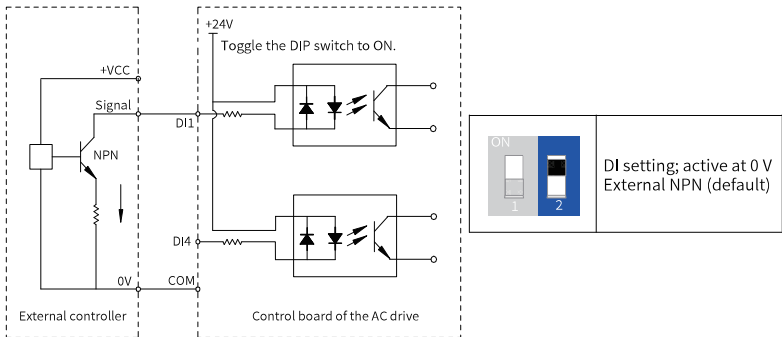 +24V
Toggle the DIP switch to ON.
+VCC
Signal
DI1
NPN
DI4
0V
COM
External controller
Control board of the AC drive
ON
1
2
DI setting; active at 0 V
External NPN (default)